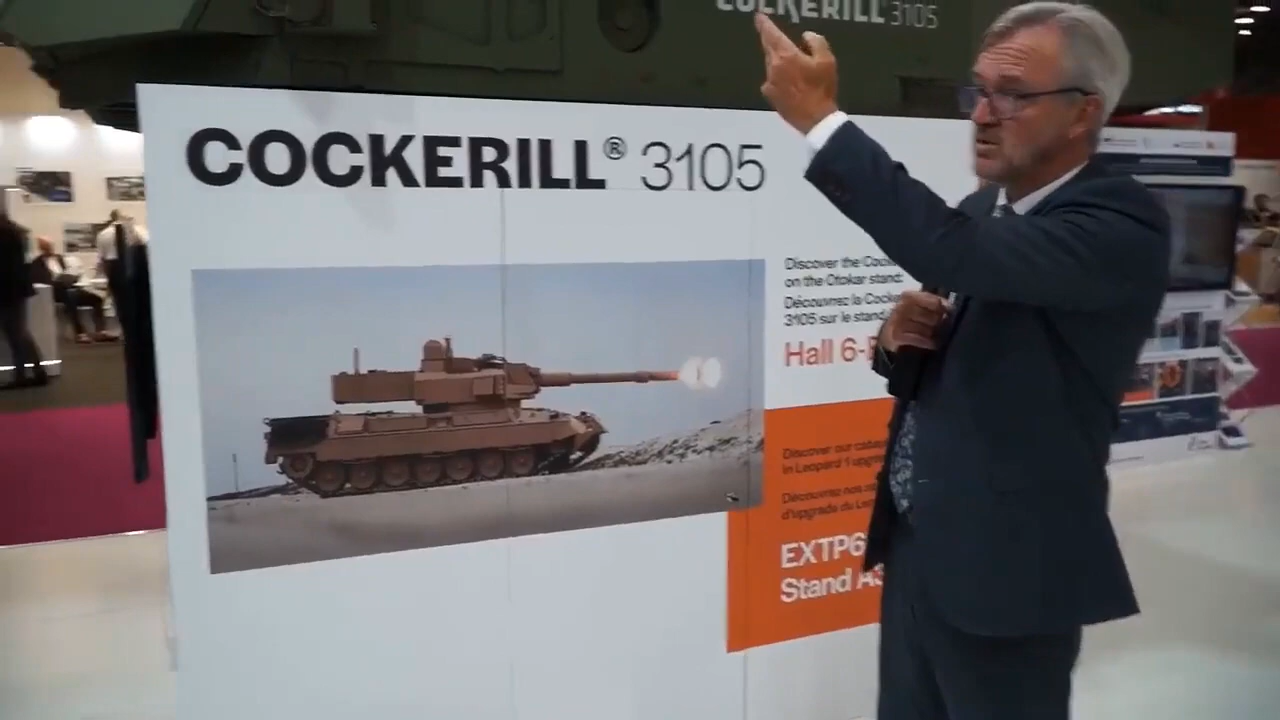 COCKERILL 3105
COCKERILL® 3105
Discover the
on the Otokar stand:
Découvrez le
3105 sur le stand
Hall 6-
Discover our
in Leopard 1
Découvrez nos
d'upgrade du
EXTP6
Stand